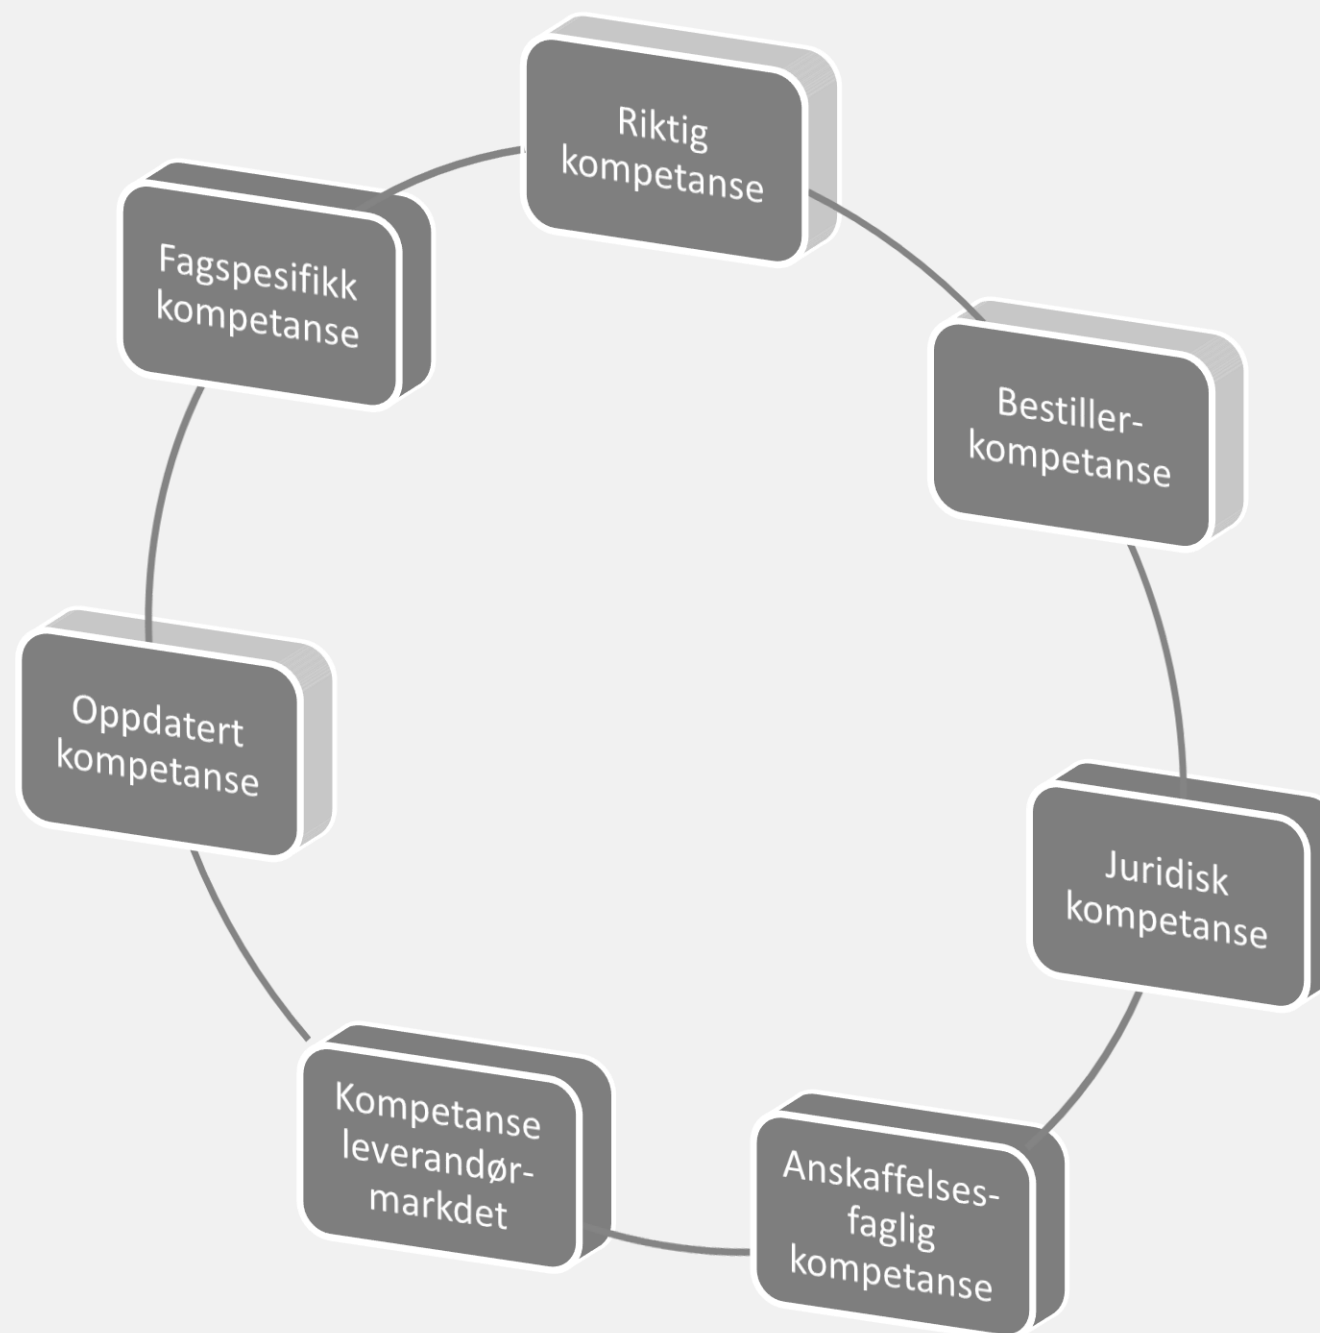 Riktig
kompetanse
Bestiller-
kompetanse
Juridisk
kompetanse
Anskaffelses-
faglig
kompetanse
Kompetanse
leverandør-
markdet
Oppdatert
kompetanse
Fagspesifikk
kompetanse